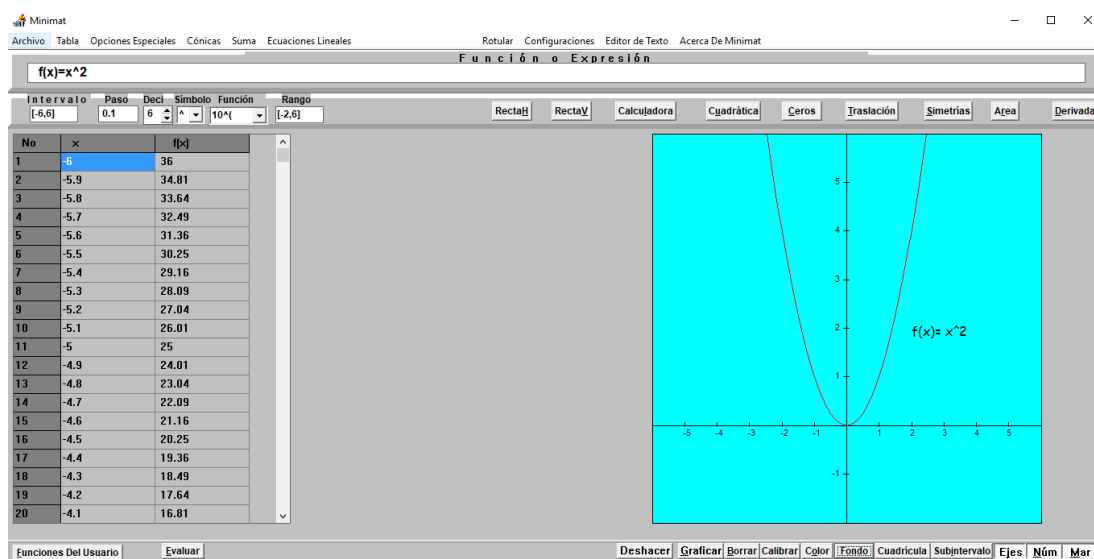 Minimat
Archivo Tabla Opciones Especiales Cónicas Suma Ecuaciones Lineales Rotular Configuraciones Editor de Texto Acerca De Minimat
Función o Expresión
f(x)=x^2
Intervalo Paso Deci Símbolo Función Rango
[-6,6] 0.1 6 ^ 10^( [-2,6] RectaH RectaV Calculadora Cuadrática Ceros Traslación Simetrías Area Derivada
No x f(x)
1 -6 36
2 -5.9 34.81
3 -5.8 33.64
4 -5.7 32.49
5 -5.6 31.36
6 -5.5 30.25
7 -5.4 29.16
8 -5.3 28.09
9 -5.2 27.04
10 -5.1 26.01
11 -5 25
12 -4.9 24.01
13 -4.8 23.04
14 -4.7 22.09
15 -4.6 21.16
16 -4.5 20.25
17 -4.4 19.36
18 -4.3 18.49
19 -4.2 17.64
20 -4.1 16.81
5
4
3
2
f(x)= x^2
1
-5 -4 -3 -2 -1 1 2 3 4 5
-1
Funciones Del Usuario Evaluar Deshacer Graficar Borrar Calibrar Color Fondo Cuadrícula Subintervalo Ejes Núm Mar